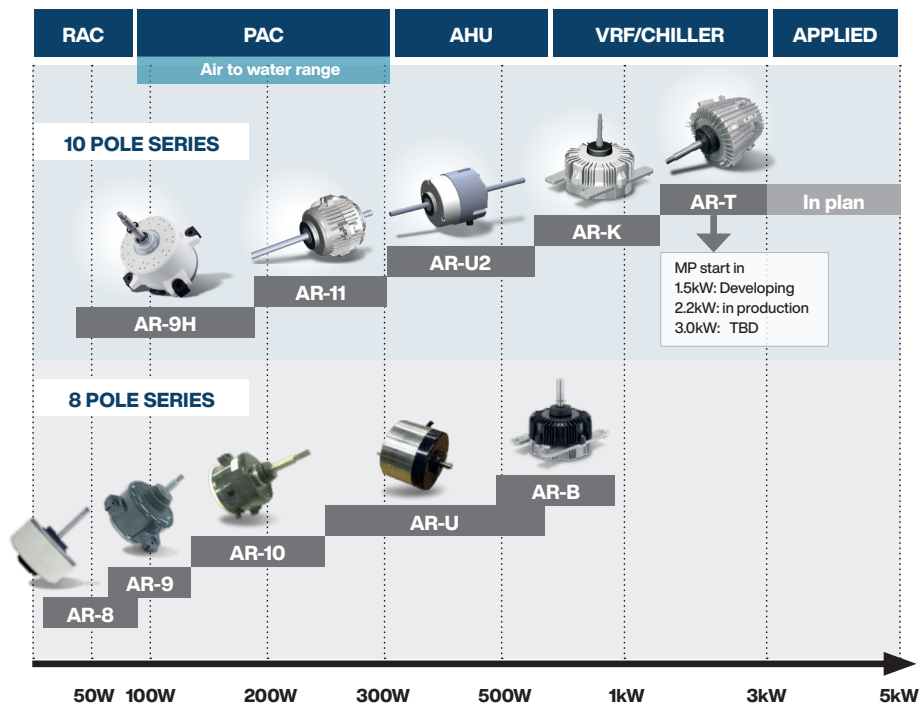 RAC
PAC
AHU
VRF/CHILLER
APPLIED
Air to water range
10 POLE SERIES
AR-T
In plan
AR-K
AR-U2
AR-11
AR-9H
MP start in
1.5kW: Developing
2.2kW: in production
3.0kW: TBD
8 POLE SERIES
AR-B
AR-U
AR-10
AR-9
AR-8
50W 100W 200W 300W 500W 1kW 3kW 5kW